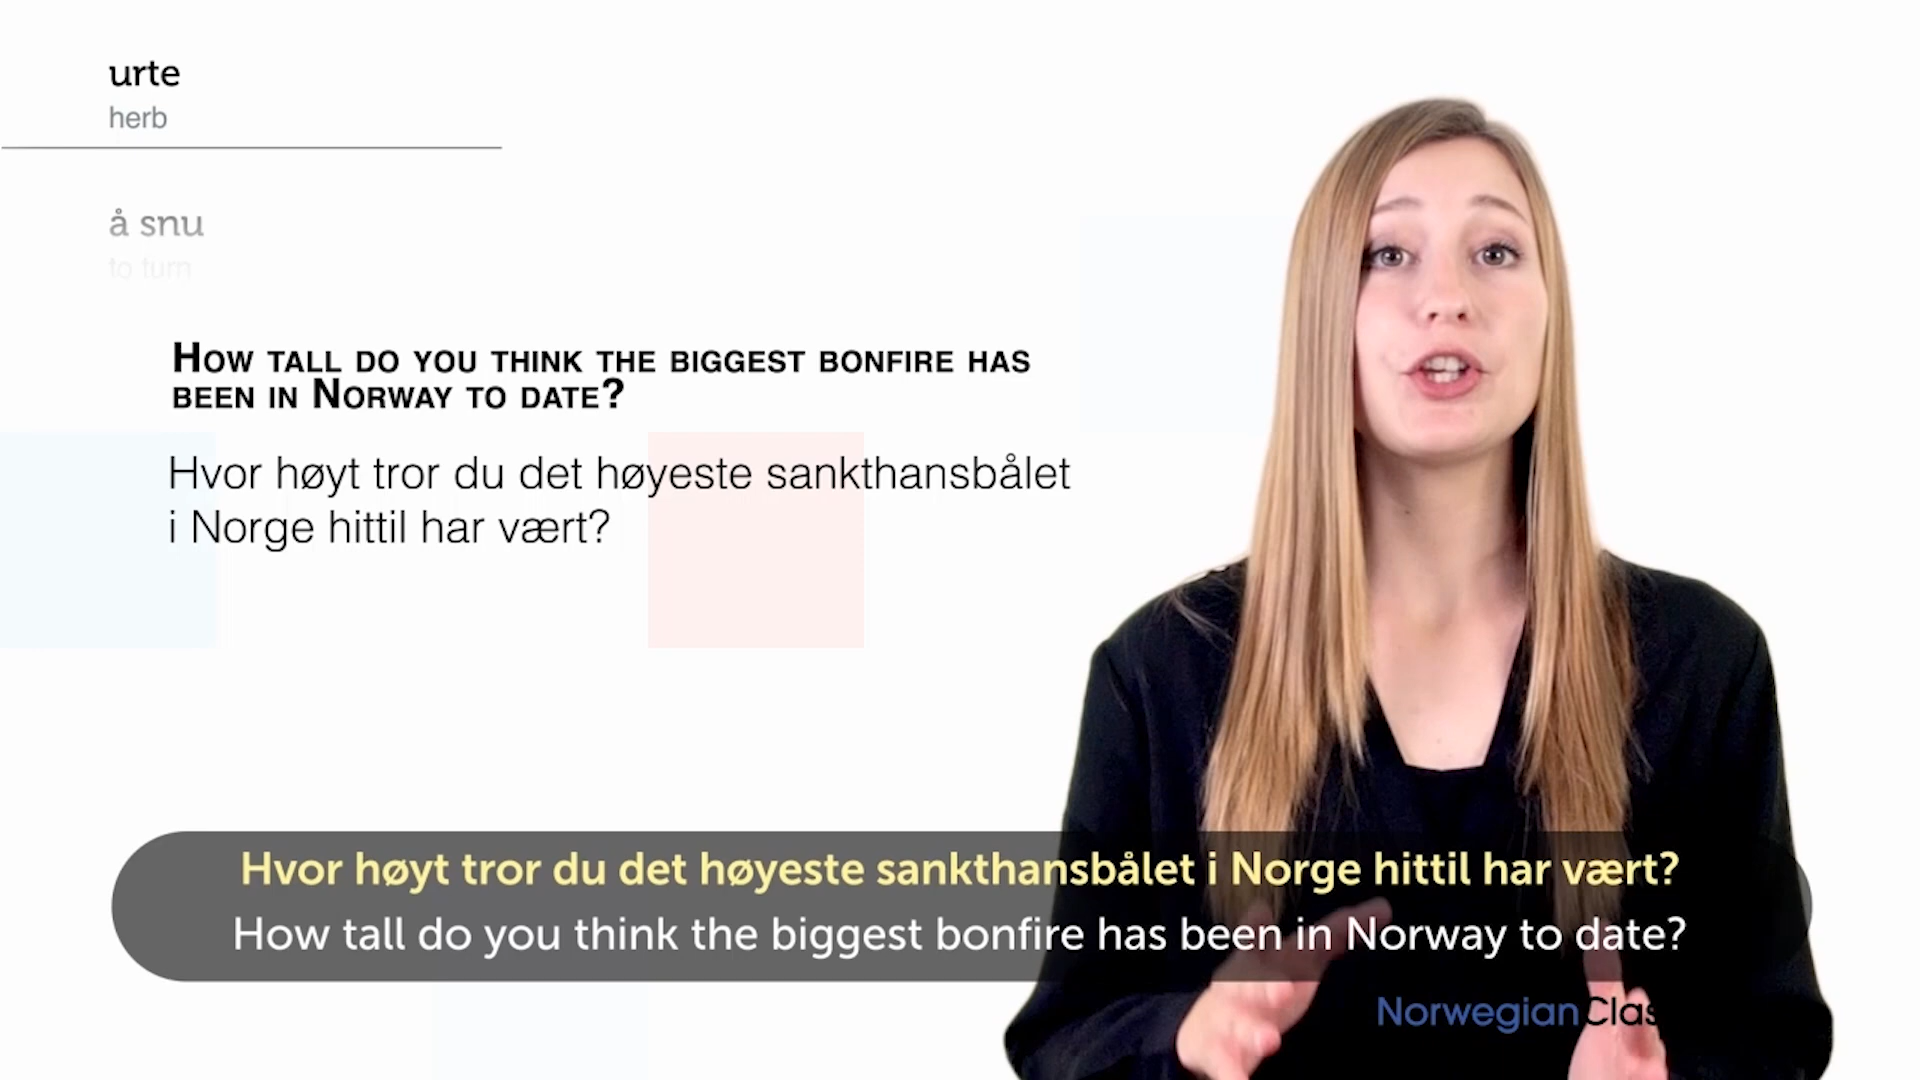 urte
herb
å snu
to turn
How tall do you think the biggest bonfire has
been in Norway to date?
Hvor høyt tror du det høyeste sankthansbålet
i Norge hittil har vært?
Hvor høyt tror du det høyeste sankthansbålet i Norge hittil har vært?
How tall do you think the biggest bonfire has been in Norway to date?
NorwegianClas